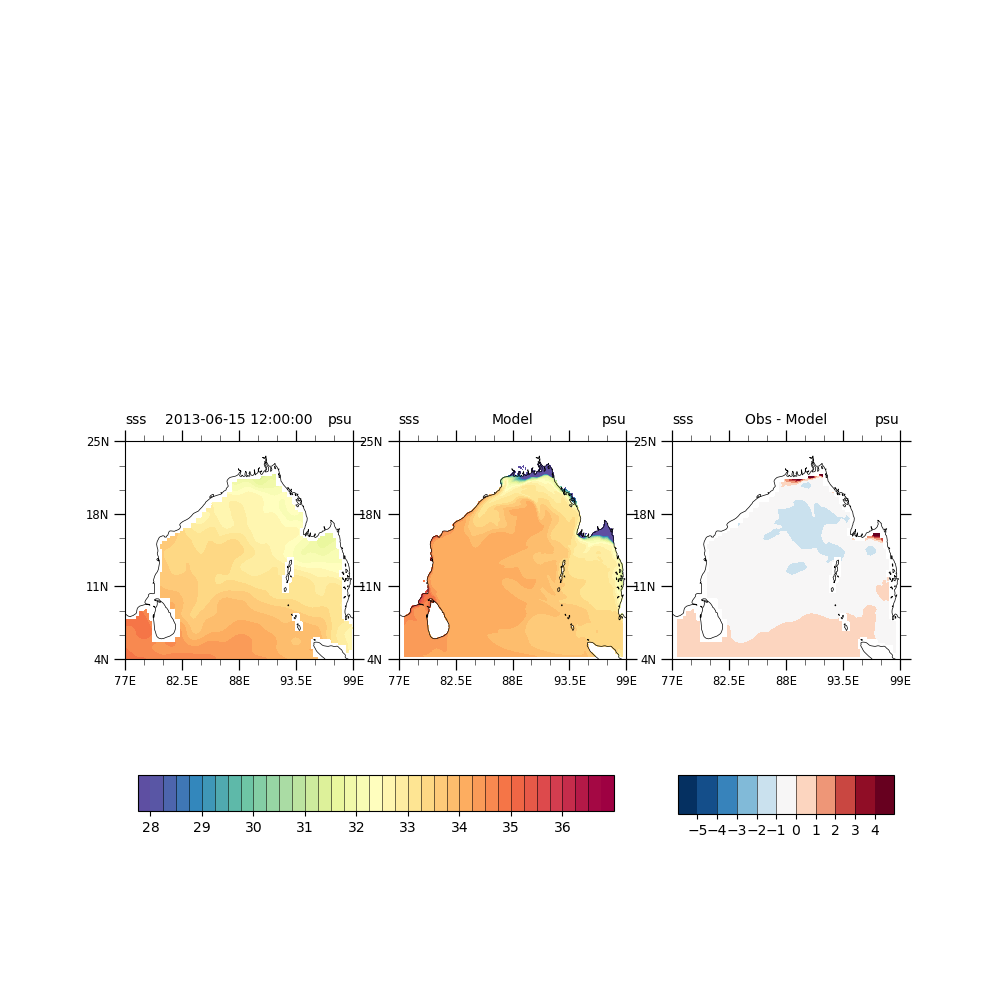 sss 2013-06-15 12:00:00 psu
sss Model psu
sss Obs - Model psu
25N
18N
11N
4N
77E 82.5E 88E 93.5E 99E
25N
18N
11N
4N
77E 82.5E 88E 93.5E 99E
25N
18N
11N
4N
77E 82.5E 88E 93.5E 99E
28 29 30 31 32 33 34 35 36
−5 −4 −3 −2 −1 0 1 2 3 4